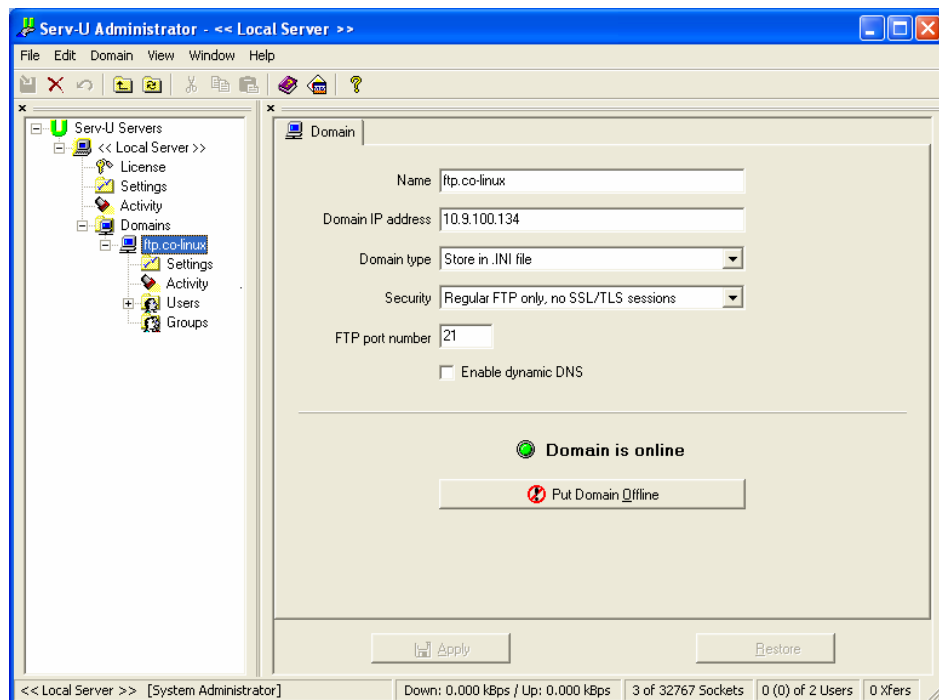 Serv-U Administrator - << Local Server >>
File Edit Domain View Window Help
Serv-U Servers
<< Local Server >>
License
Settings
Activity
Domains
ftp.co-linux
Settings
Activity
Users
Groups
Domain
Name ftp.co-linux
Domain IP address 10.9.100.134
Domain type Store in .INI file
Security Regular FTP only, no SSL/TLS sessions
FTP port number 21
Enable dynamic DNS
Domain is online
Put Domain Offline
Apply Restore
<< Local Server >> [System Administrator] Down: 0.000 kBps / Up: 0.000 kBps 3 of 32767 Sockets 0 (0) of 2 Users 0 Xfers